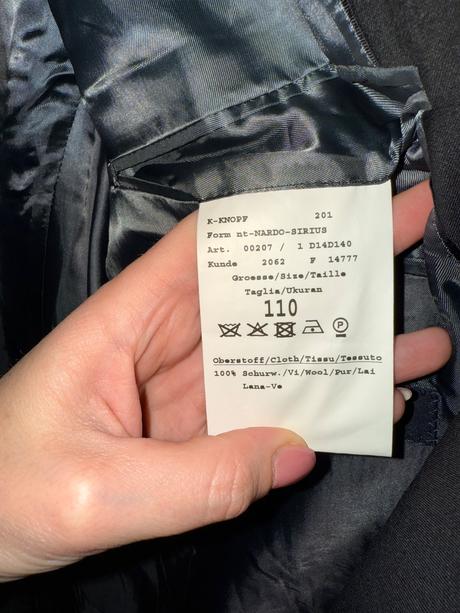 K-KNOPF 201
Form nt-NARDO-SIRIUS
Art. 00207 / 1 D14D140
Kunde 2062 F 14777
Groesse/Size/Taille
Taglia/Ukuran
110
P
Oberstoff/Cloth/Tissu/Tessuto
100% Schurw./Vi/Wool/Pur/Lai
Lana-Ve